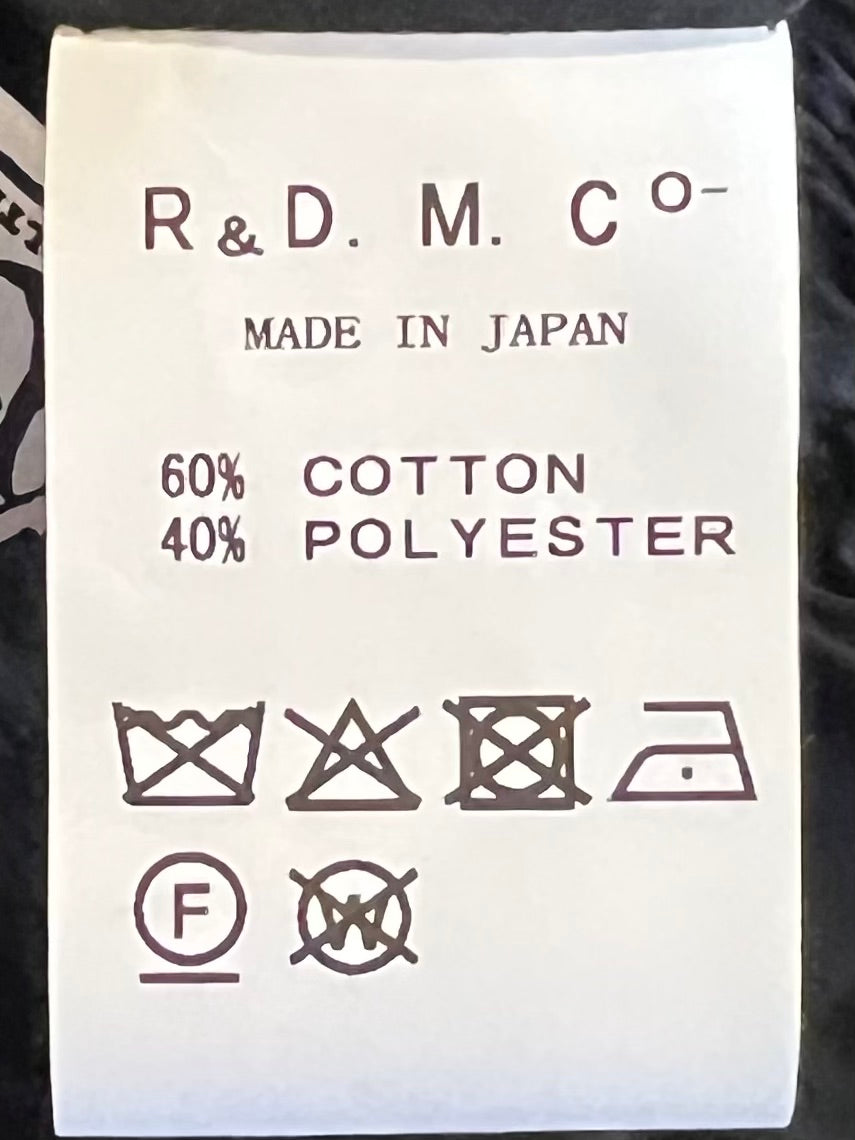 R & D. M. Co-
MADE IN JAPAN
60% COTTON
40% POLYESTER
F
W